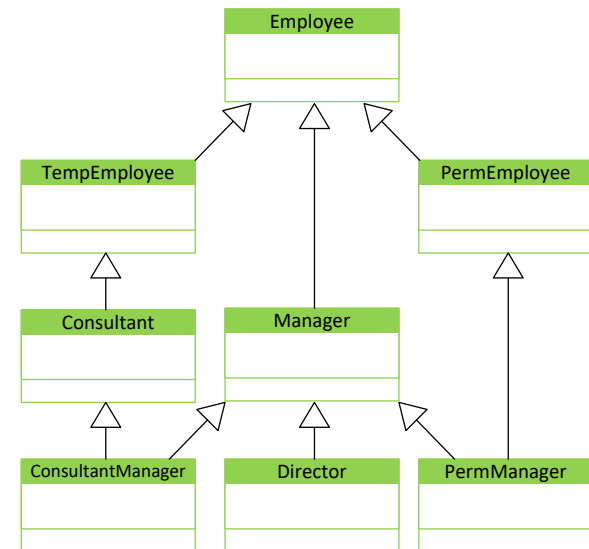 Employee
TempEmployee
PermEmployee
Consultant
Manager
ConsultantManager
Director
PermManager